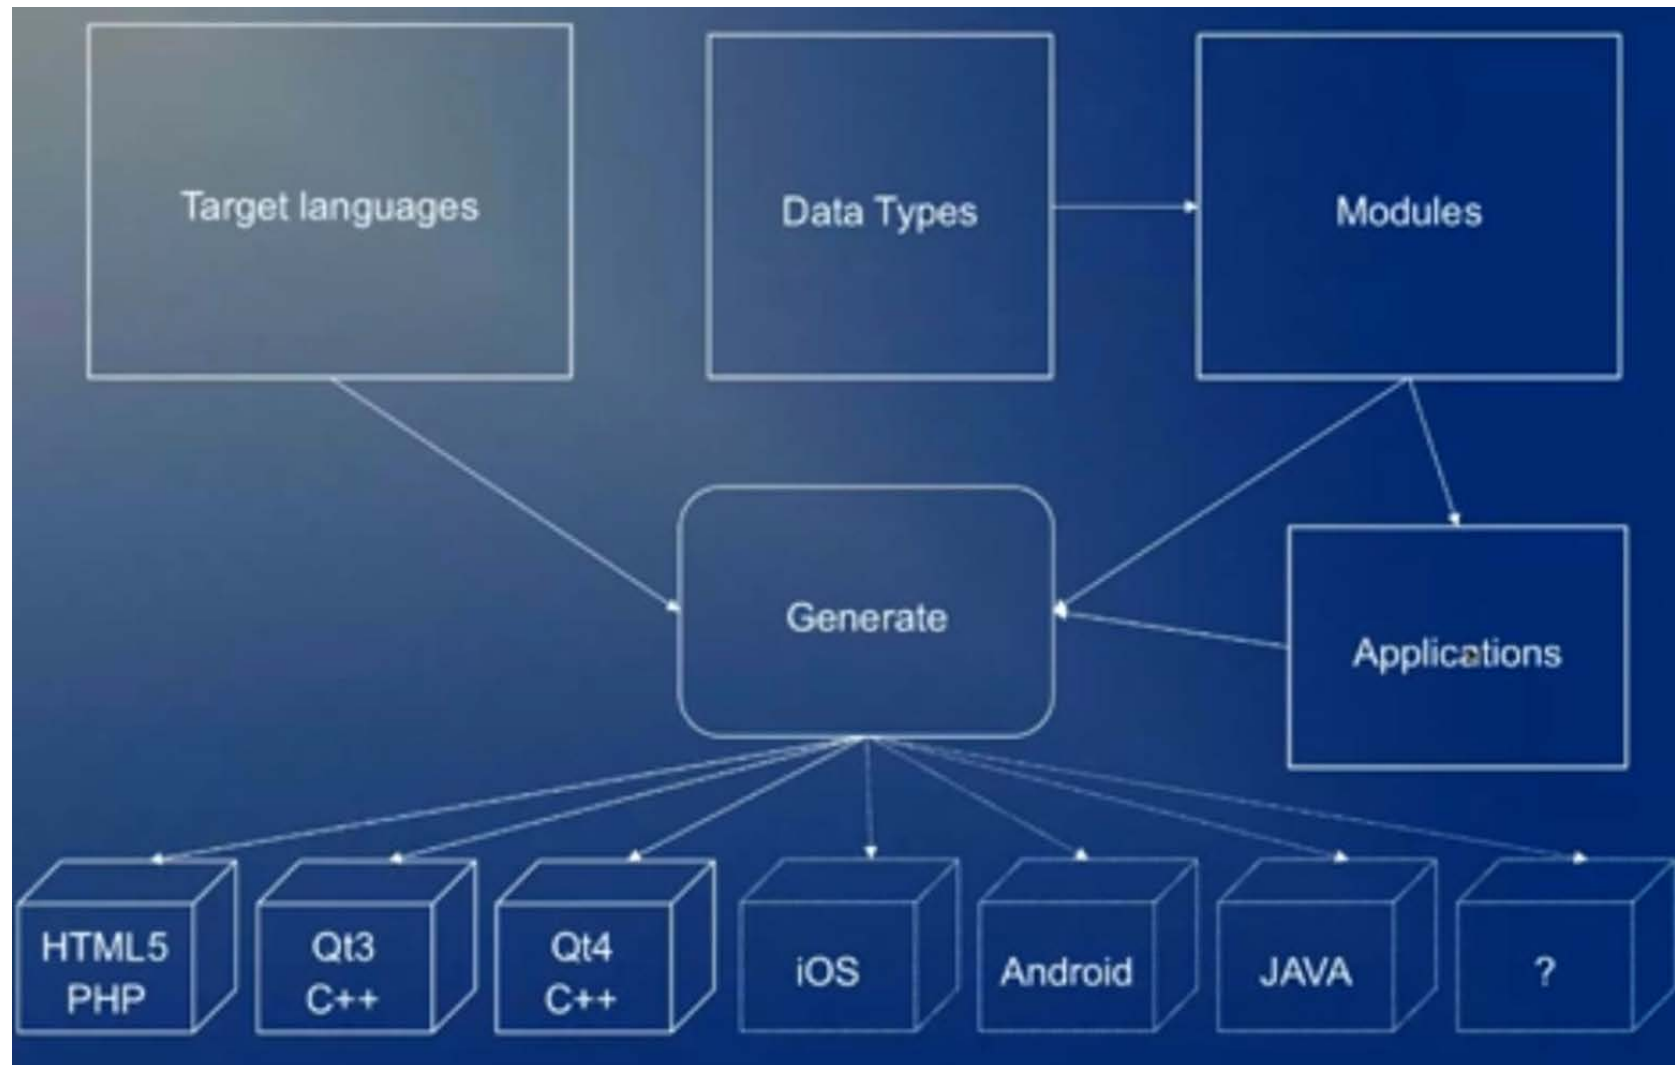 Target languages
Data Types
Modules
Generate
Applications
HTML5
PHP
Qt3
C++
Qt4
C++
iOS
Android
JAVA
?